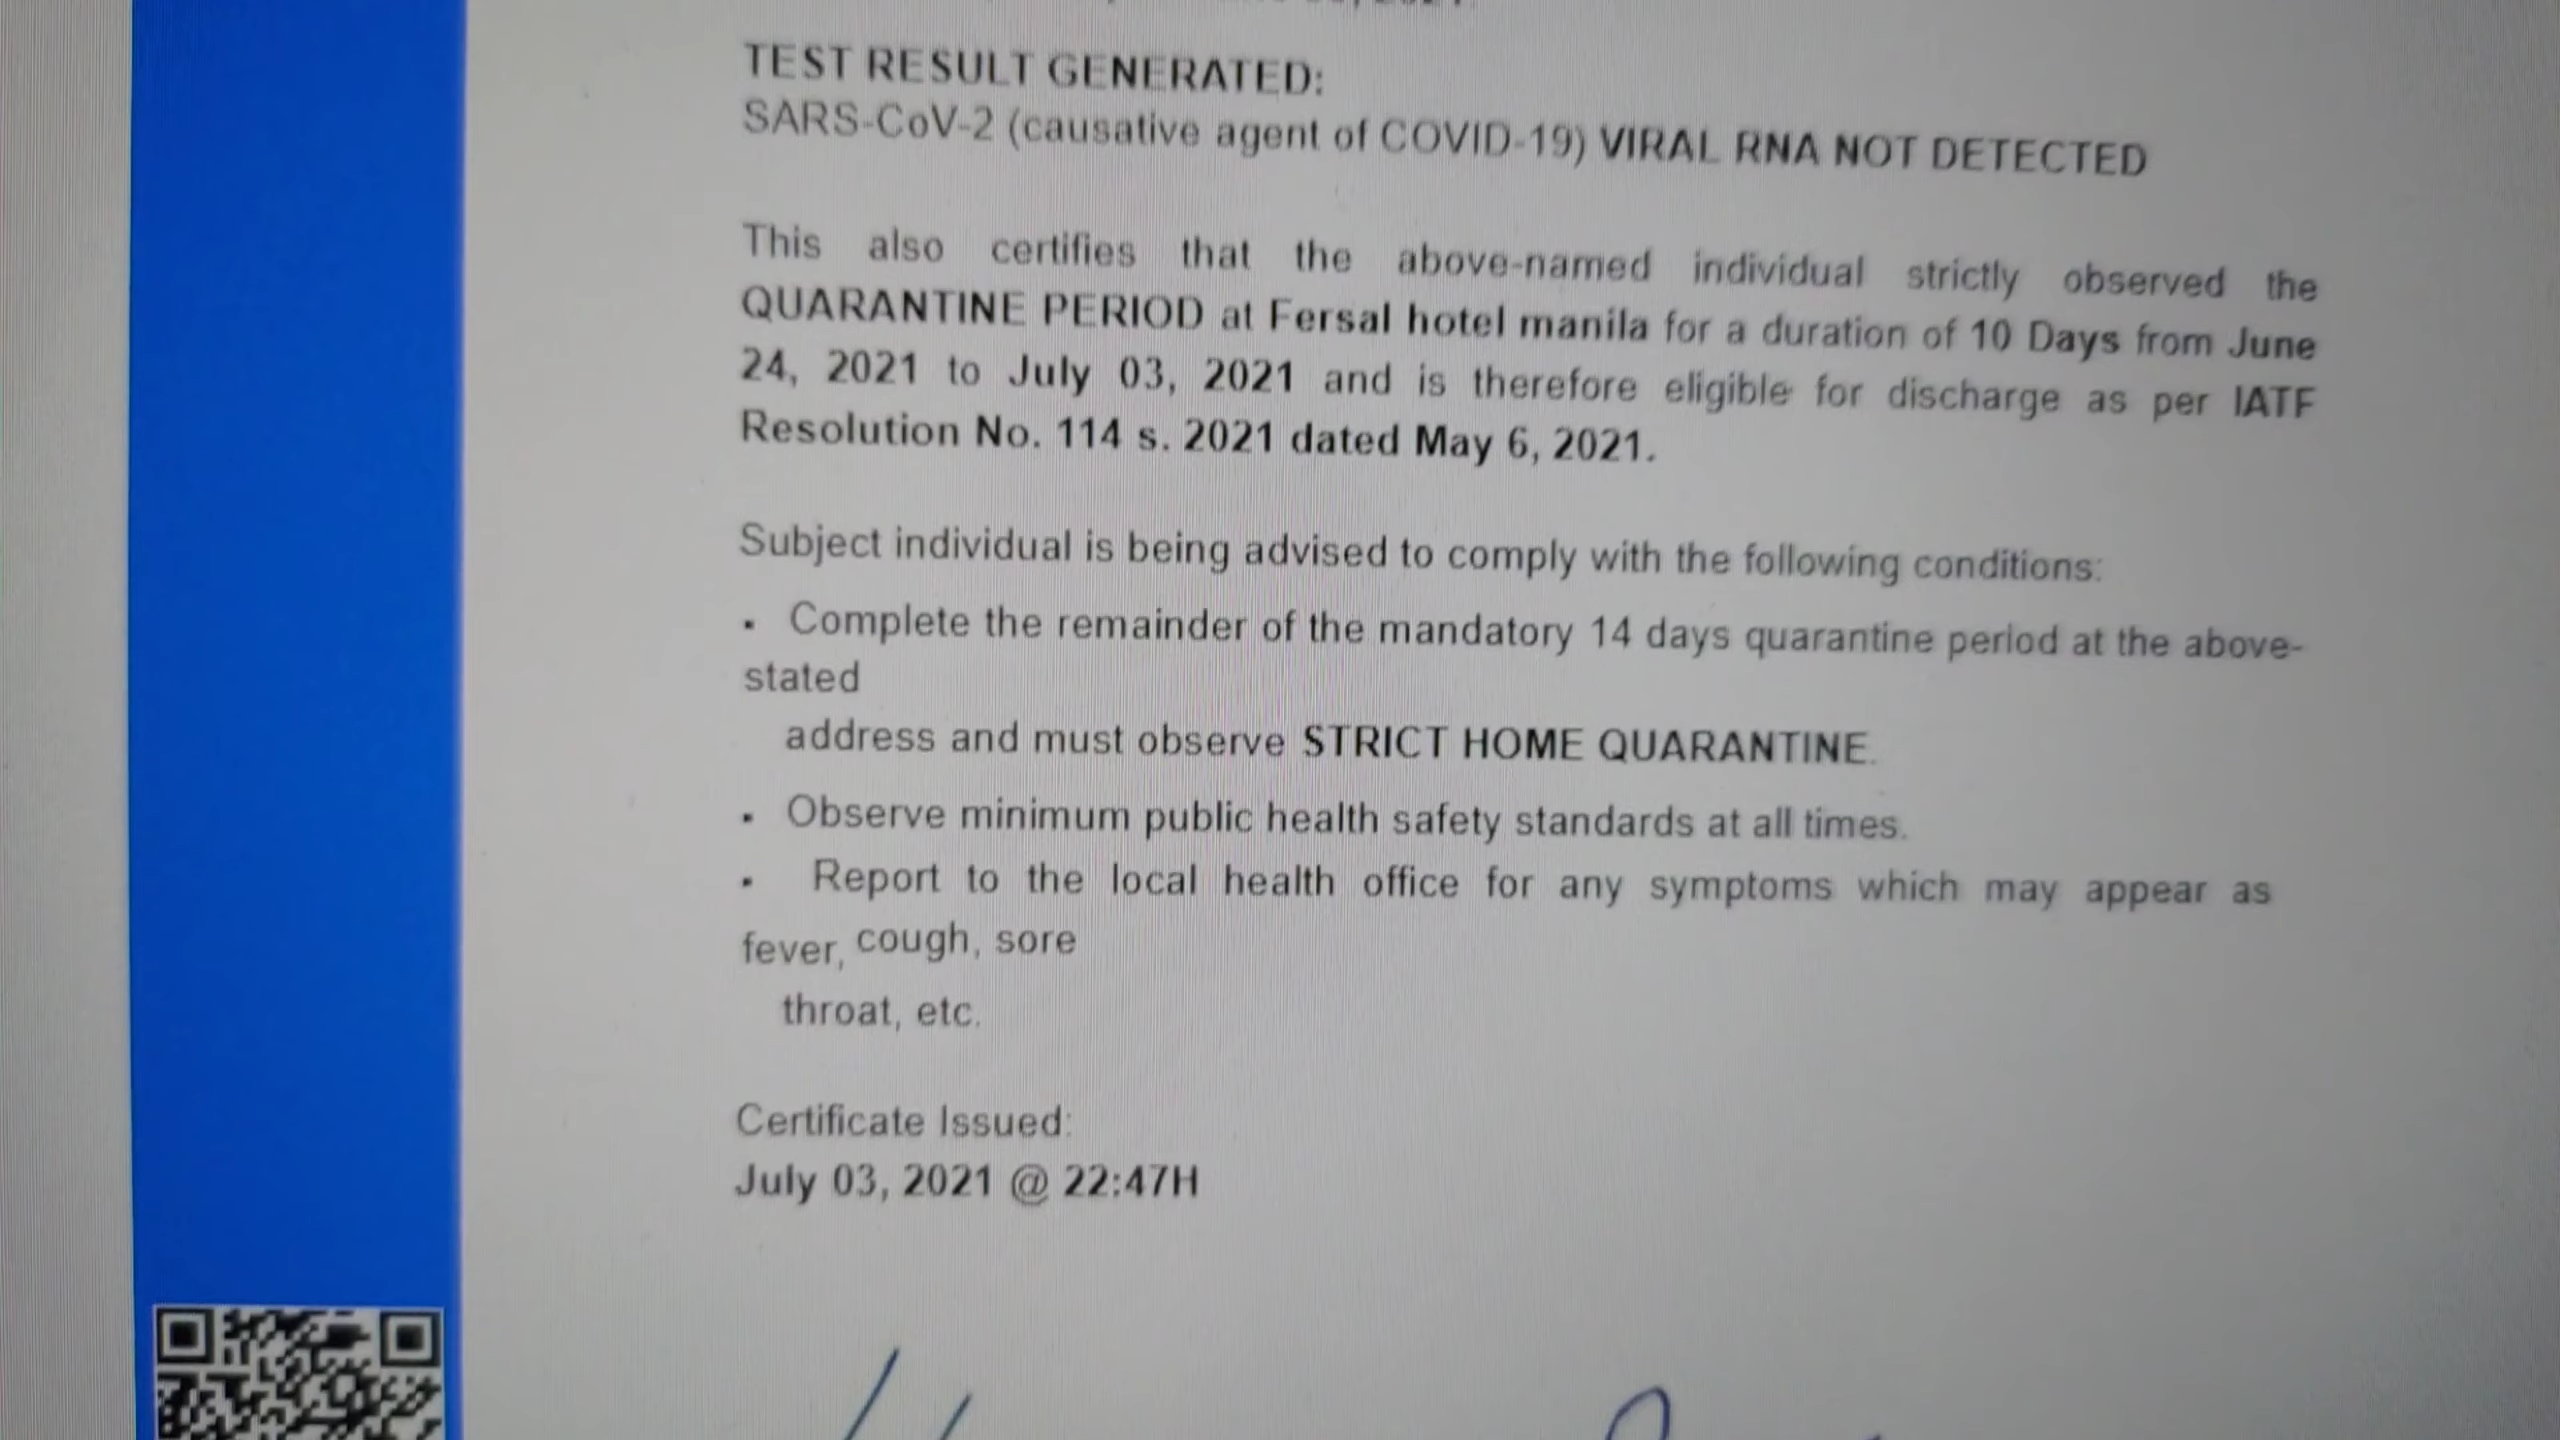 TEST RESULT GENERATED:
SARS-CoV-2 (causative agent of COVID-19) VIRAL RNA NOT DETECTED
This also certifies that the above-named individual strictly observed the
QUARANTINE PERIOD at Fersal hotel manila for a duration of 10 Days from June
24, 2021 to July 03, 2021 and is therefore eligible for discharge as per IATF
Resolution No. 114 s. 2021 dated May 6, 2021.
Subject individual is being advised to comply with the following conditions:
▪ Complete the remainder of the mandatory 14 days quarantine period at the above-
stated
address and must observe STRICT HOME QUARANTINE.
▪ Observe minimum public health safety standards at all times.
▪ Report to the local health office for any symptoms which may appear as
fever, cough, sore
throat, etc.
Certificate Issued:
July 03, 2021 @ 22:47H